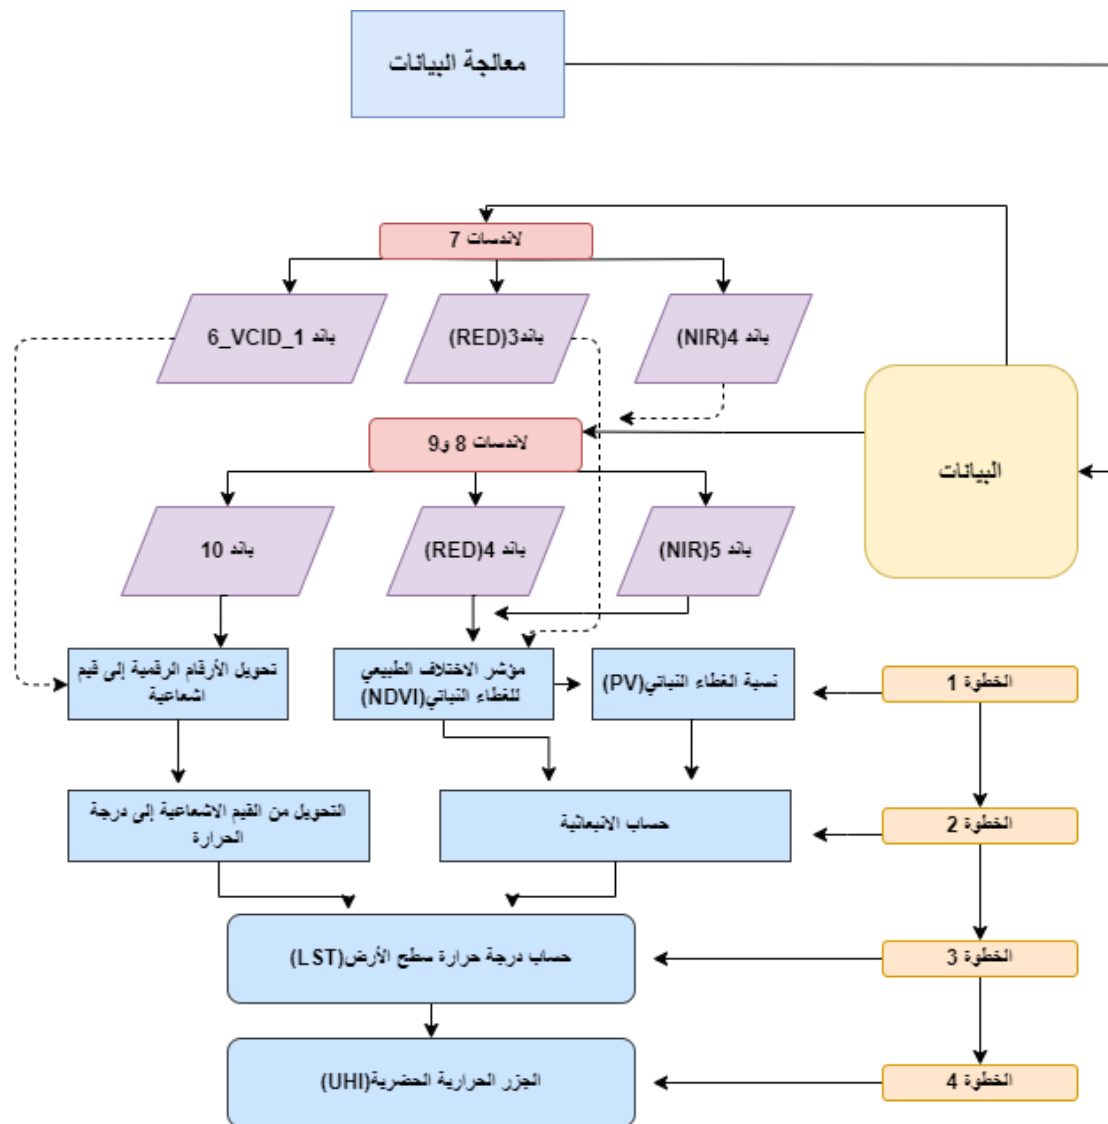 معالجة البيانات
لاندسات 7
باند 4(NIR)
باند3(RED)
باند 6_VCID_1
لاندسات 8 و9
البيانات
باند 5(NIR)
باند 4(RED)
باند 10
الخطوة 1
نسبة الغطاء النباتي(PV)
مؤشر الاختلاف الطبيعي
للغطاء النباتي(NDVI)
تحويل الأرقام الرقمية إلى قيم
اشعاعية
الخطوة 2
حساب الانبعاثية
التحويل من القيم الاشعاعية إلى درجة
الحرارة
الخطوة 3
حساب درجة حرارة سطح الأرض(LST)
الخطوة 4
الجزر الحرارية الحضرية(UHI)